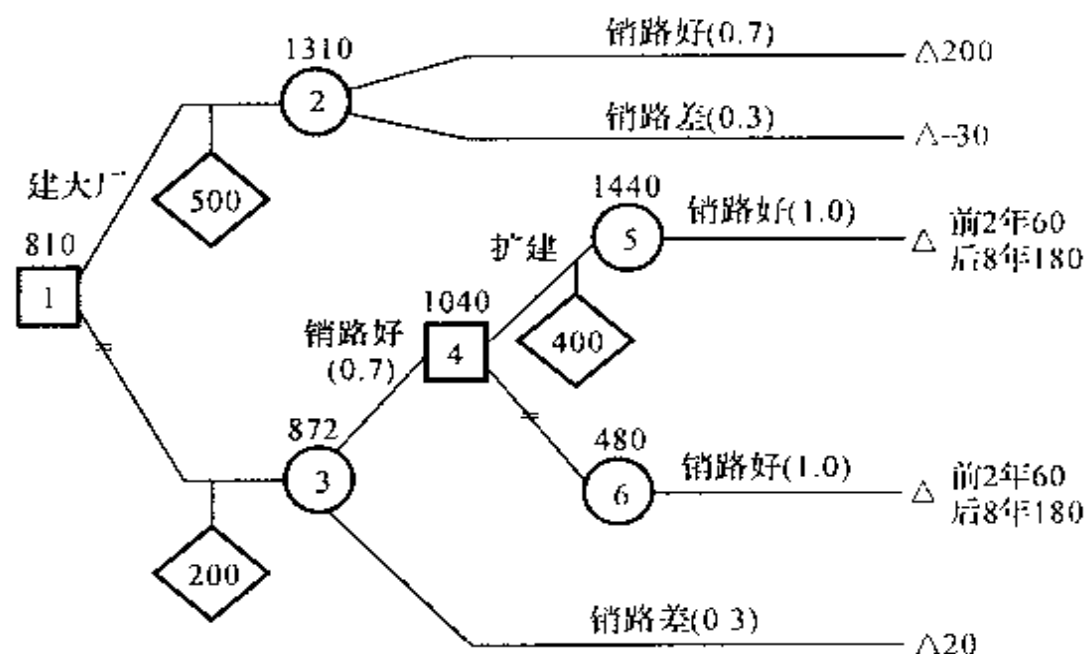 销路好(0.7)
△200
1310
2
销路差(0.3)
△-30
建大厂
500
1440
销路好(1.0)
5
△ 前2年60
后8年180
扩建
810
1
1040
400
销路好
(0.7)
4
872
3
480
销路好(1.0)
6
△ 前2年60
后8年180
200
销路差(0 3)
△20